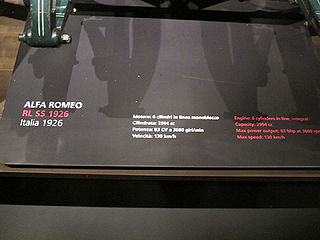 ALFA ROMEO
RL SS 1926
Italia 1926
Motore: 6 cilindri in linea monoblocco
Cilindrata: 2994 cc
Potenza: 83 CV a 3600 giri/min
Velocità: 130 km/h
Engine: 6 cylinders in line, integral
Capacity: 2994 cc
Max power output: 83 bhp at 3600 rpm
Max speed: 130 km/h